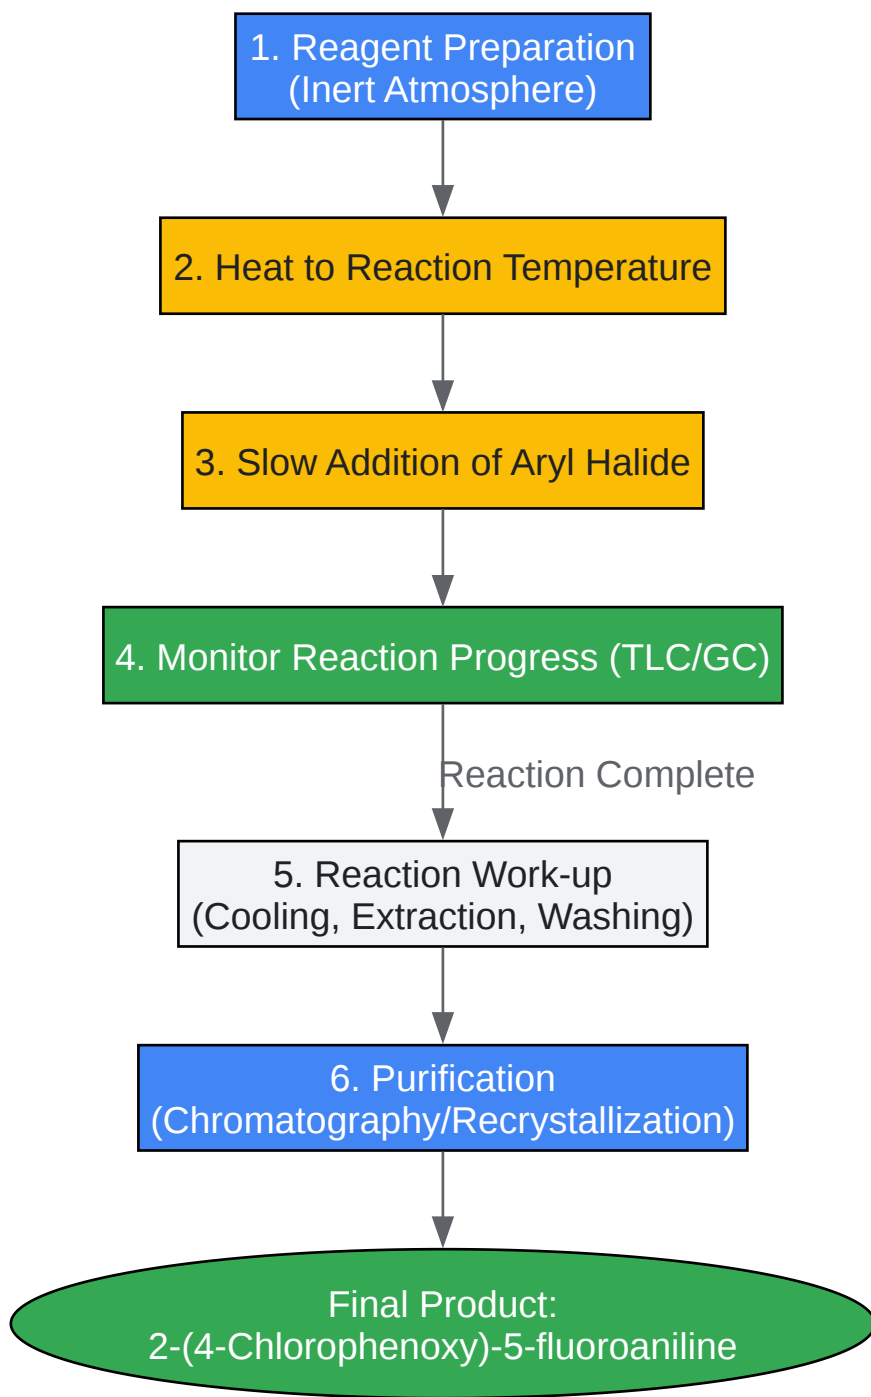 1. Reagent Preparation
(Inert Atmosphere)
2. Heat to Reaction Temperature
3. Slow Addition of Aryl Halide
4. Monitor Reaction Progress (TLC/GC)
Reaction Complete
5. Reaction Work-up
(Cooling, Extraction, Washing)
6. Purification
(Chromatography/Recrystallization)
Final Product:
2-(4-Chlorophenoxy)-5-fluoroaniline